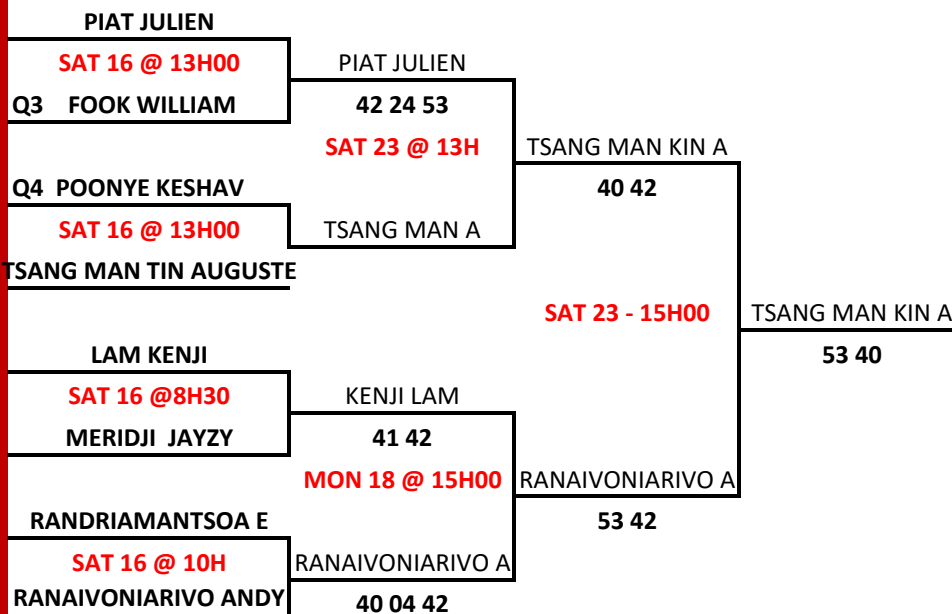 PIAT JULIEN
SAT 16 @ 13H00
Q3 FOOK WILLIAM
PIAT JULIEN
42 24 53
SAT 23 @ 13H
Q4 POONYE KESHAV
SAT 16 @ 13H00
TSANG MAN TIN AUGUSTE
TSANG MAN A
TSANG MAN KIN A
40 42
LAM KENJI
SAT 16 @8H30
MERIDJI JAYZY
KENJI LAM
41 42
MON 18 @ 15H00
RANDRIAMANTSOA E
SAT 16 @ 10H
RANAIVONIARIVO ANDY
RANAIVONIARIVO A
40 04 42
RANAIVONIARIVO A
53 42
SAT 23 - 15H00
TSANG MAN KIN A
53 40